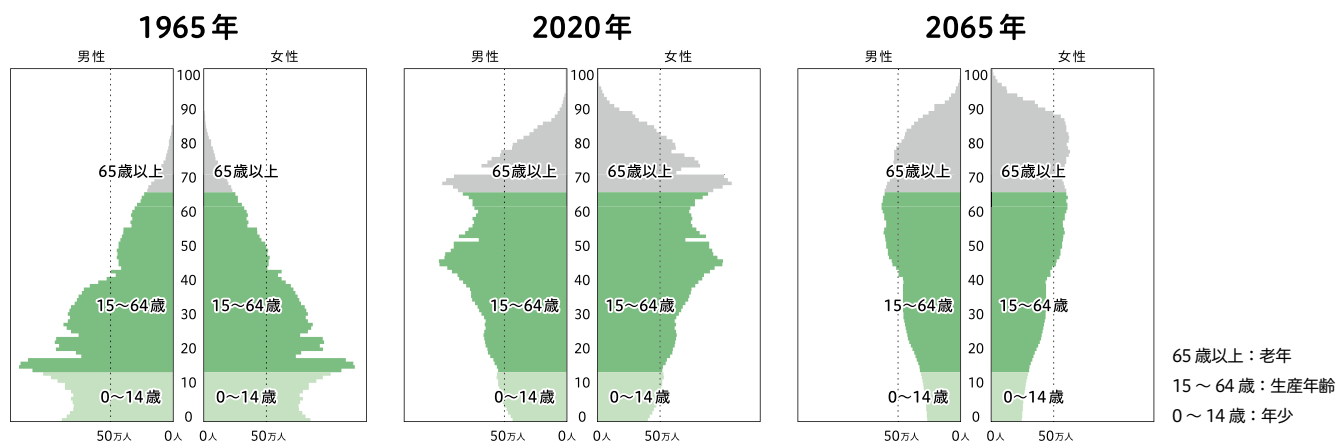 1965年
男性
女性
100
90
80
70
60
50
40
30
20
10
0
65歳以上
65歳以上
15〜64歳
15〜64歳
0〜14歳
0〜14歳
50万人
0人
0人
50万人
2020年
男性
女性
100
90
80
70
60
50
40
30
20
10
0
65歳以上
65歳以上
15〜64歳
15〜64歳
0〜14歳
0〜14歳
50万人
0人
0人
50万人
2065年
男性
女性
100
90
80
70
60
50
40
30
20
10
0
65歳以上
65歳以上
15〜64歳
15〜64歳
0〜14歳
0〜14歳
50万人
0人
0人
50万人
65歳以上：老年
15 〜 64 歳：生産年齢
0 〜 14 歳：年少